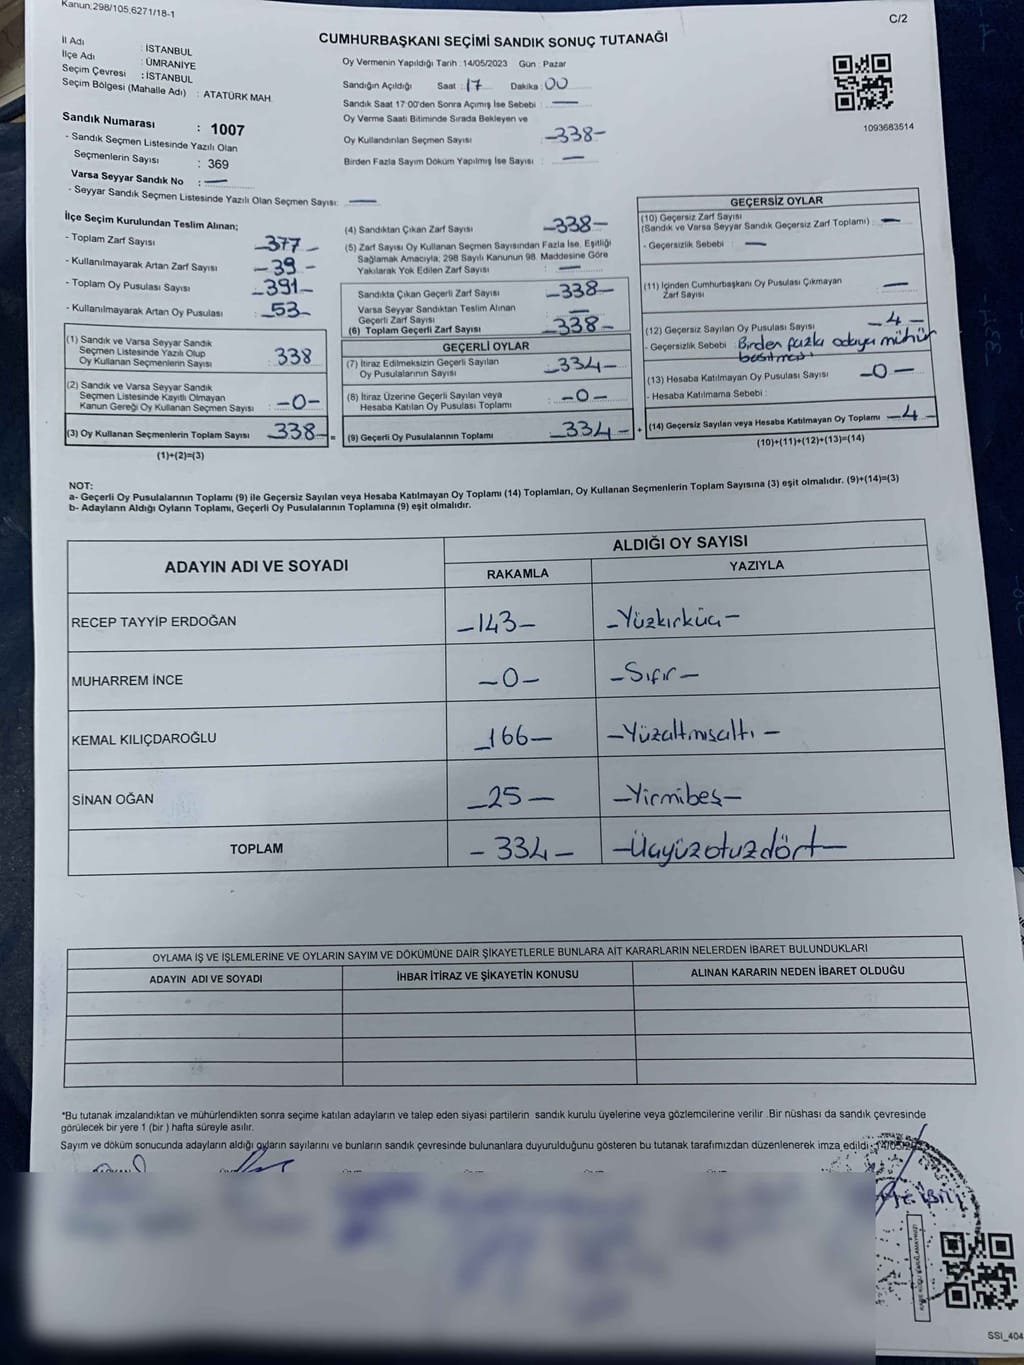 Kanun:298/105,6271/18-1
C/2
CUMHURBAŞKANI SEÇİMİ SANDIK SONUÇ TUTANAĞI
İl Adı : İSTANBUL
İlçe Adı : ÜMRANİYE
Seçim Çevresi : İSTANBUL
Seçim Bölgesi (Mahalle Adı) : ATATÜRK MAH.
Sandık Numarası : 1007
- Sandık Seçmen Listesinde Yazılı Olan
Seçmenlerin Sayısı : 369
Varsa Seyyar Sandık No : —
- Seyyar Sandık Seçmen Listesinde Yazılı Olan Seçmen Sayısı: —
Oy Vermenin Yapıldığı Tarih : 14/05/2023 Gün : Pazar
Sandığın Açıldığı Saat : 17 Dakika : 00
Sandık Saat 17:00'den Sonra Açımış İse Sebebi : —
Oy Verme Saati Bitiminde Sırada Bekleyen ve
Oy Kullandırılan Seçmen Sayısı : -338-
Birden Fazla Sayım Döküm Yapılmış İse Sayısı : —
1093683514
İlçe Seçim Kurulundan Teslim Alınan;
- Toplam Zarf Sayısı : -377-
- Kullanılmayarak Artan Zarf Sayısı : -39-
- Toplam Oy Pusulası Sayısı : -391-
- Kullanılmayarak Artan Oy Pusulası : -53-
(1) Sandık ve Varsa Seyyar Sandık
Seçmen Listesinde Yazılı Olup
Oy Kullanan Seçmenlerin Sayısı : 338
(2) Sandık ve Varsa Seyyar Sandık
Seçmen Listesinde Kayıtlı Olmayan
Kanun Gereği Oy Kullanan Seçmen Sayısı : -0-
(3) Oy Kullanan Seçmenlerin Toplam Sayısı 338- =
(1)+(2)=(3)
(4) Sandıktan Çıkan Zarf Sayısı : -338-
(5) Zarf Sayısı Oy Kullanan Seçmen Sayısından Fazla İse, Eşitliği
Sağlamak Amacıyla; 298 Sayılı Kanunun 98. Maddesine Göre
Yakılarak Yok Edilen Zarf Sayısı : —
Sandıkta Çıkan Geçerli Zarf Sayısı : -338-
Varsa Seyyar Sandıktan Teslim Alınan
Geçerli Zarf Sayısı : —
(6) Toplam Geçerli Zarf Sayısı : -338-
GEÇERLİ OYLAR
(7) İtiraz Edilmeksizin Geçerli Sayılan
Oy Pusulalarının Sayısı : -334-
(8) İtiraz Üzerine Geçerli Sayılan veya
Hesaba Katılan Oy Pusulası Toplamı : -0-
(9) Geçerli Oy Pusulalarının Toplamı -334- +
GEÇERSİZ OYLAR
(10) Geçersiz Zarf Sayısı
(Sandık ve Varsa Seyyar Sandık Geçersiz Zarf Toplamı) : —
- Geçersizlik Sebebi : —
(11) İçinden Cumhurbaşkanı Oy Pusulası Çıkmayan
Zarf Sayısı : —
(12) Geçersiz Sayılan Oy Pusulası Sayısı : -4-
- Geçersizlik Sebebi : Birden fazla adaya mühür
basılması
(13) Hesaba Katılmayan Oy Pusulası Sayısı : -0-
- Hesaba Katılmama Sebebi :
(14) Geçersiz Sayılan veya Hesaba Katılmayan Oy Toplamı -4-
(10)+(11)+(12)+(13)=(14)
NOT:
a- Geçerli Oy Pusulalarının Toplamı (9) ile Geçersiz Sayılan veya Hesaba Katılmayan Oy Toplamı (14) Toplamları, Oy Kullanan Seçmenlerin Toplam Sayısına (3) eşit olmalıdır. (9)+(14)=(3)
b- Adayların Aldığı Oyların Toplamı, Geçerli Oy Pusulalarının Toplamına (9) eşit olmalıdır.
ADAYIN ADI VE SOYADI
ALDIĞI OY SAYISI
RAKAMLA YAZIYLA
RECEP TAYYİP ERDOĞAN -143- -Yüzkırküç-
MUHARREM İNCE -0- -Sıfır-
KEMAL KILIÇDAROĞLU -166- -Yüzaltmışaltı-
SİNAN OĞAN -25- -Yirmibeş-
TOPLAM -334- -Üçyüzotuzdört-
OYLAMA İŞ VE İŞLEMLERİNE VE OYLARIN SAYIM VE DÖKÜMÜNE DAİR ŞİKAYETLERLE BUNLARA AİT KARARLARIN NELERDEN İBARET BULUNDUKLARI
ADAYIN ADI VE SOYADI İHBAR İTİRAZ VE ŞİKAYETİN KONUSU ALINAN KARARIN NEDEN İBARET OLDUĞU
*Bu tutanak imzalandıktan ve mühürlendikten sonra seçime katılan adayların ve talep eden siyasi partilerin sandık kurulu üyelerine veya gözlemcilerine verilir .Bir nüshası da sandık çevresinde
görülecek bir yere 1 (bir ) hafta süreyle asılır.
Sayım ve döküm sonucunda adayların aldığı oyların sayılarını ve bunların sandık çevresinde bulunanlara duyurulduğunu gösteren bu tutanak tarafımızdan düzenlenerek imza edildi.
SSI_404